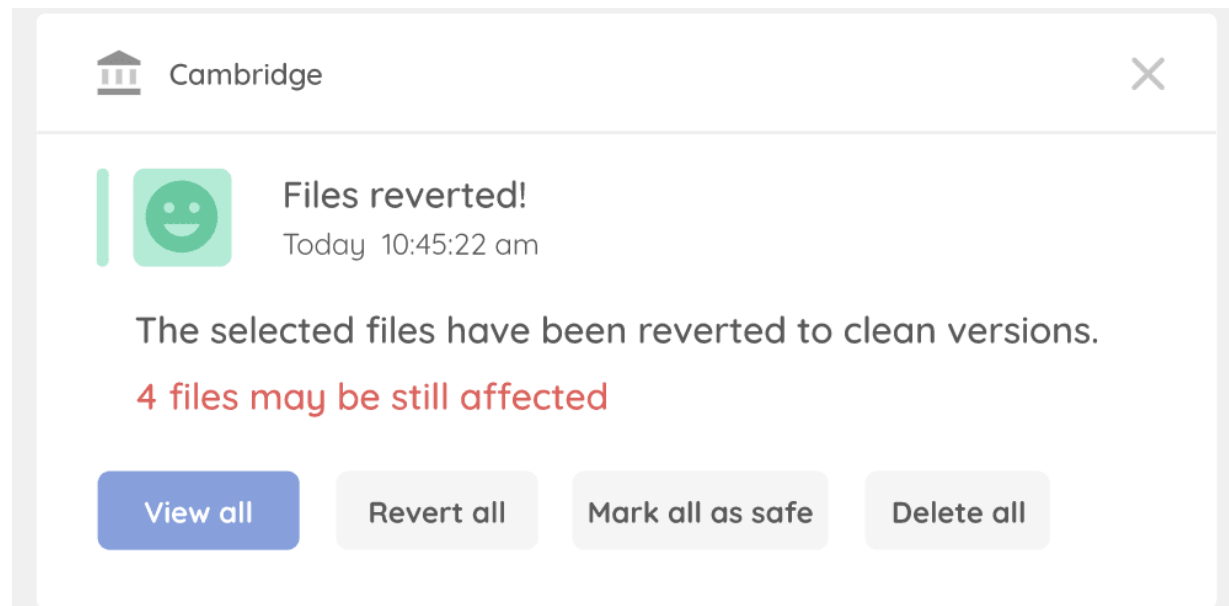 Cambridge
Files reverted!
Today 10:45:22 am
The selected files have been reverted to clean versions.
4 files may be still affected
View all Revert all Mark all as safe Delete all